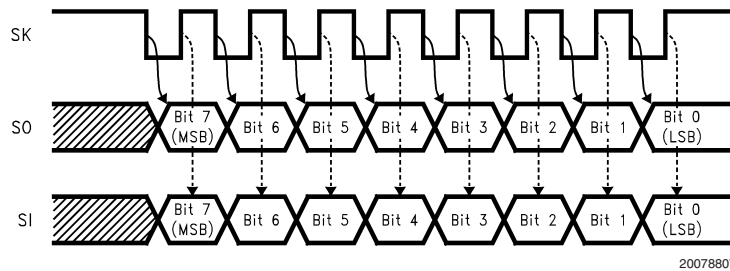 SK
SO
Bit 7
(MSB)
Bit 6
Bit 5
Bit 4
Bit 3
Bit 2
Bit 1
Bit 0
(LSB)
SI
Bit 7
(MSB)
Bit 6
Bit 5
Bit 4
Bit 3
Bit 2
Bit 1
Bit 0
(LSB)
2007880